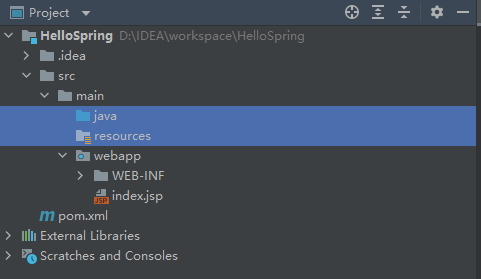 Project
HelloSpring D:\IDEA\workspace\HelloSpring
.idea
src
main
java
resources
webapp
WEB-INF
index.jsp
pom.xml
External Libraries
Scratches and Consoles